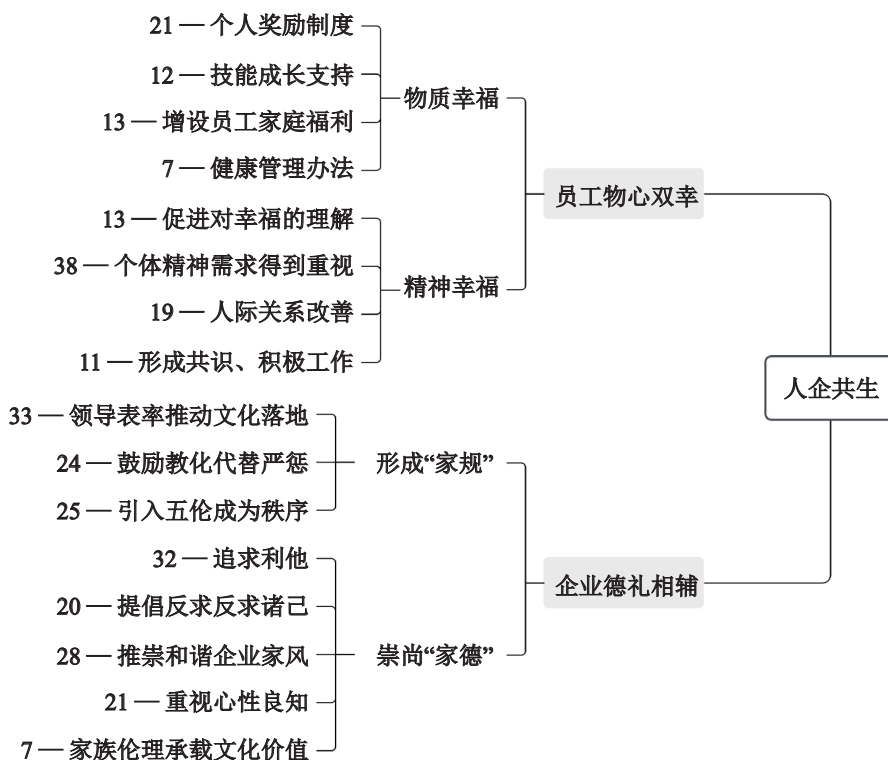 21 — 个人奖励制度
12 — 技能成长支持
13 — 增设员工家庭福利
7 — 健康管理办法
物质幸福
13 — 促进对幸福的理解
38 — 个体精神需求得到重视
19 — 人际关系改善
11 — 形成共识、积极工作
精神幸福
员工物心双幸
33 — 领导表率推动文化落地
24 — 鼓励教化代替严惩
25 — 引入五伦成为秩序
形成“家规”
32 — 追求利他
20 — 提倡反求反求诸己
28 — 推崇和谐企业家风
21 — 重视心性良知
7 — 家族伦理承载文化价值
崇尚“家德”
企业德礼相辅
人企共生